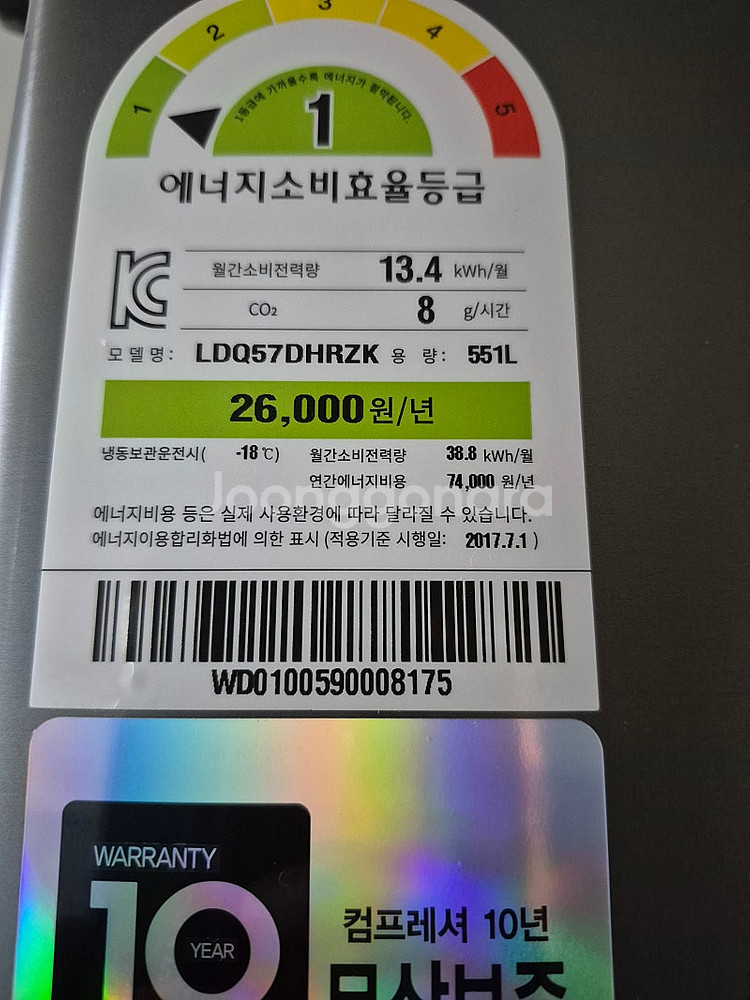 1 2 3 4 5
1등급에 가까울수록 에너지가 절약됩니다.
1
에너지소비효율등급
월간소비전력량 13.4 kWh/월
CO₂ 8 g/시간
모델명: LDQ57DHRZK 용 량: 551L
26,000원/년
냉동보관운전시( -18℃) 월간소비전력량 38.8 kWh/월
연간에너지비용 74,000 원/년
Joonggonara
에너지비용 등은 실제 사용환경에 따라 달라질 수 있습니다.
에너지이용합리화법에 의한 표시 (적용기준 시행일: 2017.7.1 )
WD0100590008175
WARRANTY
10
YEAR
컴프레셔 10년
무상보증